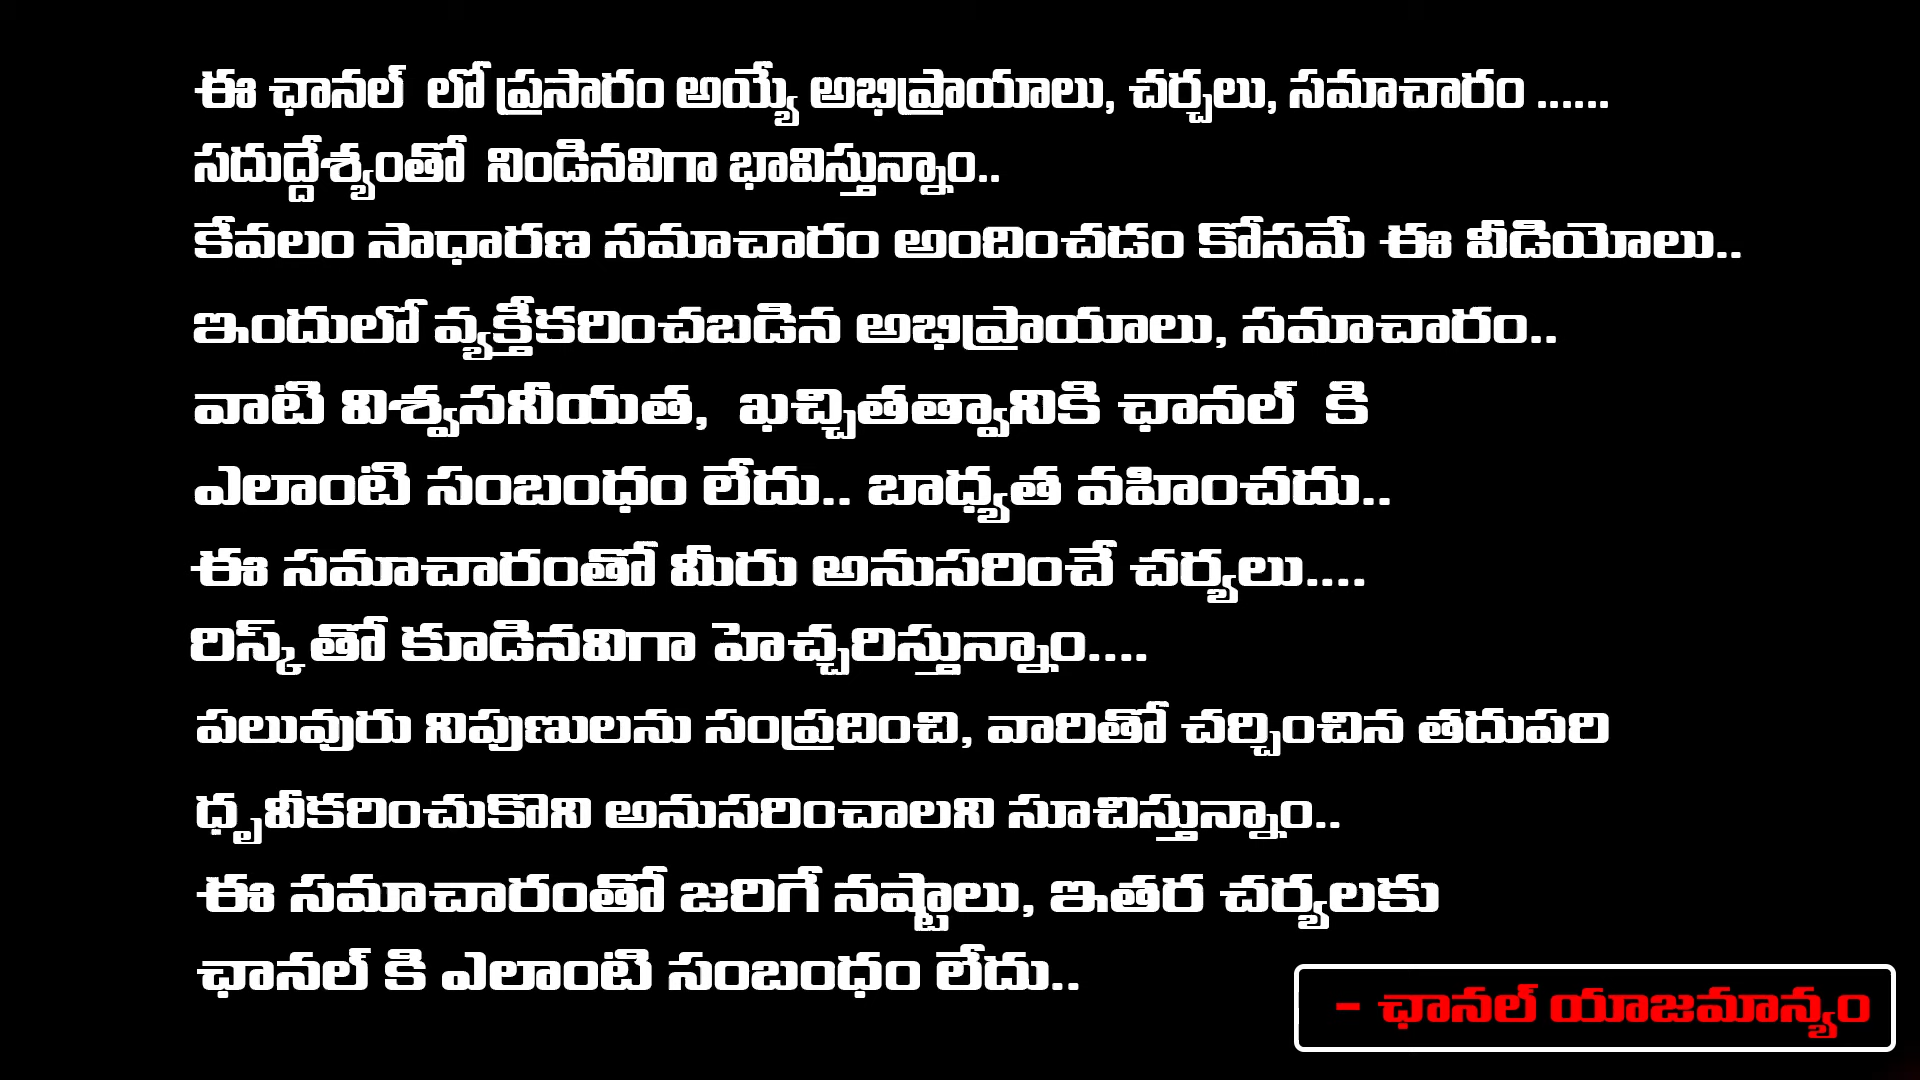 ఈ ఛానల్ లో ప్రసారం అయ్యే అభిప్రాయాలు, చర్చలు, సమాచారం ......
సదుద్దేశ్యంతో నిండినవిగా భావిస్తున్నాం..
కేవలం సాధారణ సమాచారం అందించడం కోసమే ఈ వీడియోలు..
ఇందులో వ్యక్తీకరించబడిన అభిప్రాయాలు, సమాచారం..
వాటి విశ్వసనీయత, ఖచ్చితత్వానికి ఛానల్ కి
ఎలాంటి సంబంధం లేదు.. బాధ్యత వహించదు..
ఈ సమాచారంతో మీరు అనుసరించే చర్యలు....
రిస్క్ తో కూడినవిగా హెచ్చరిస్తున్నాం....
పలువురు నిపుణులను సంప్రదించి, వారితో చర్చించిన తదుపరి
ధృవీకరించుకొని అనుసరించాలని సూచిస్తున్నాం..
ఈ సమాచారంతో జరిగే నష్టాలు, ఇతర చర్యలకు
ఛానల్ కి ఎలాంటి సంబంధం లేదు..
- ఛానల్ యాజమాన్యం